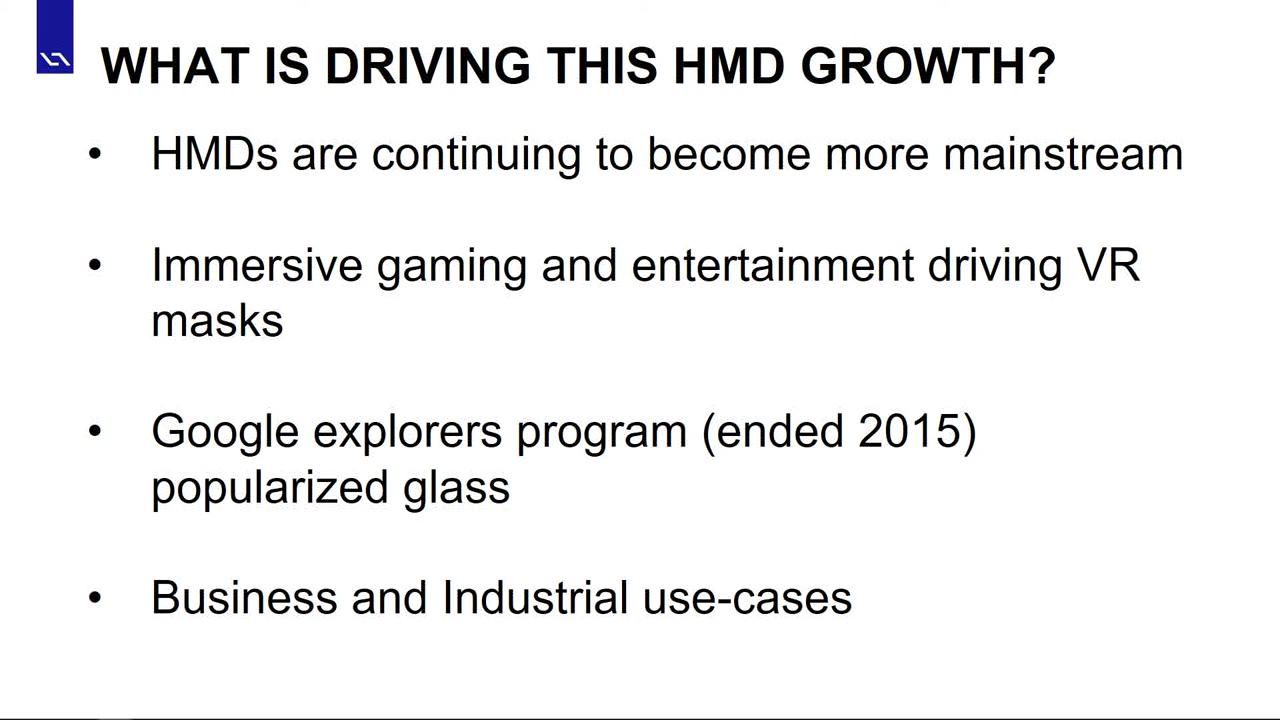 WHAT IS DRIVING THIS HMD GROWTH?
• HMDs are continuing to become more mainstream
• Immersive gaming and entertainment driving VR
masks
• Google explorers program (ended 2015)
popularized glass
• Business and Industrial use-cases